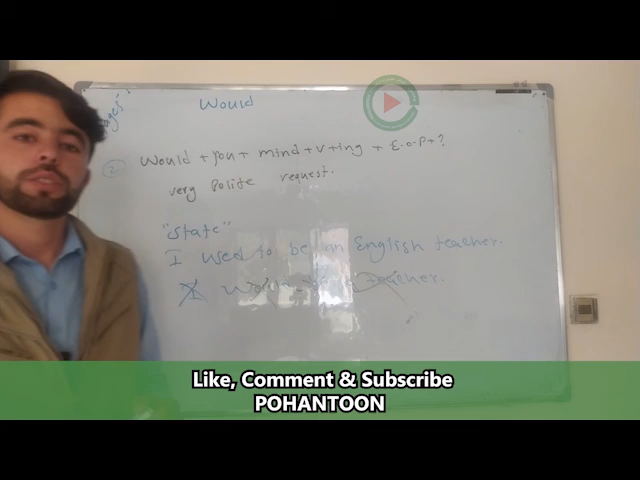 Would
② Would + you + mind + v + ing + E.O.P + ?
very Polite request.
"State"
I used to be an English teacher.
I teacher.
Like, Comment & Subscribe
POHANTOON